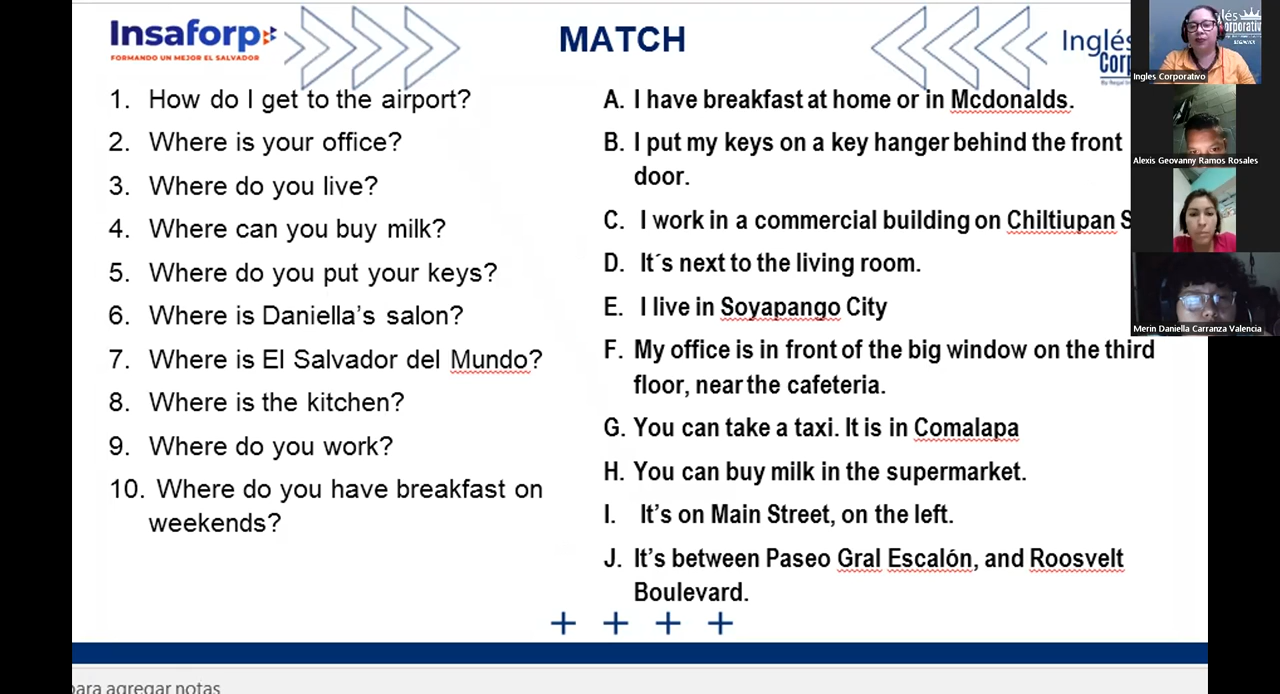 Insaforp
FORMANDO UN MEJOR EL SALVADOR
MATCH
Inglés
Corp
1. How do I get to the airport?
2. Where is your office?
3. Where do you live?
4. Where can you buy milk?
5. Where do you put your keys?
6. Where is Daniella’s salon?
7. Where is El Salvador del Mundo?
8. Where is the kitchen?
9. Where do you work?
10. Where do you have breakfast on
weekends?
A. I have breakfast at home or in Mcdonalds.
B. I put my keys on a key hanger behind the front
door.
C. I work in a commercial building on Chiltiupan S
D. It´s next to the living room.
E. I live in Soyapango City
F. My office is in front of the big window on the third
floor, near the cafeteria.
G. You can take a taxi. It is in Comalapa
H. You can buy milk in the supermarket.
I. It’s on Main Street, on the left.
J. It’s between Paseo Gral Escalón, and Roosvelt
Boulevard.
Ingles Corporativo
Alexis Geovanny Ramos Rosales
Merin Daniella Carranza Valencia
para agregar notas